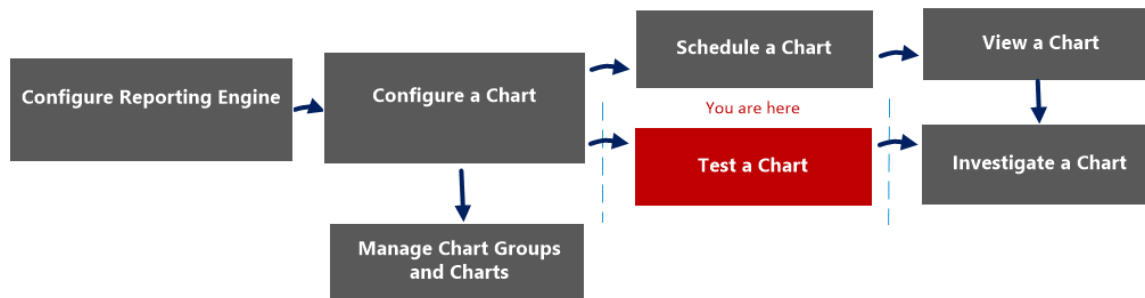 Configure Reporting Engine
Configure a Chart
Schedule a Chart
View a Chart
You are here
Test a Chart
Investigate a Chart
Manage Chart Groups
and Charts